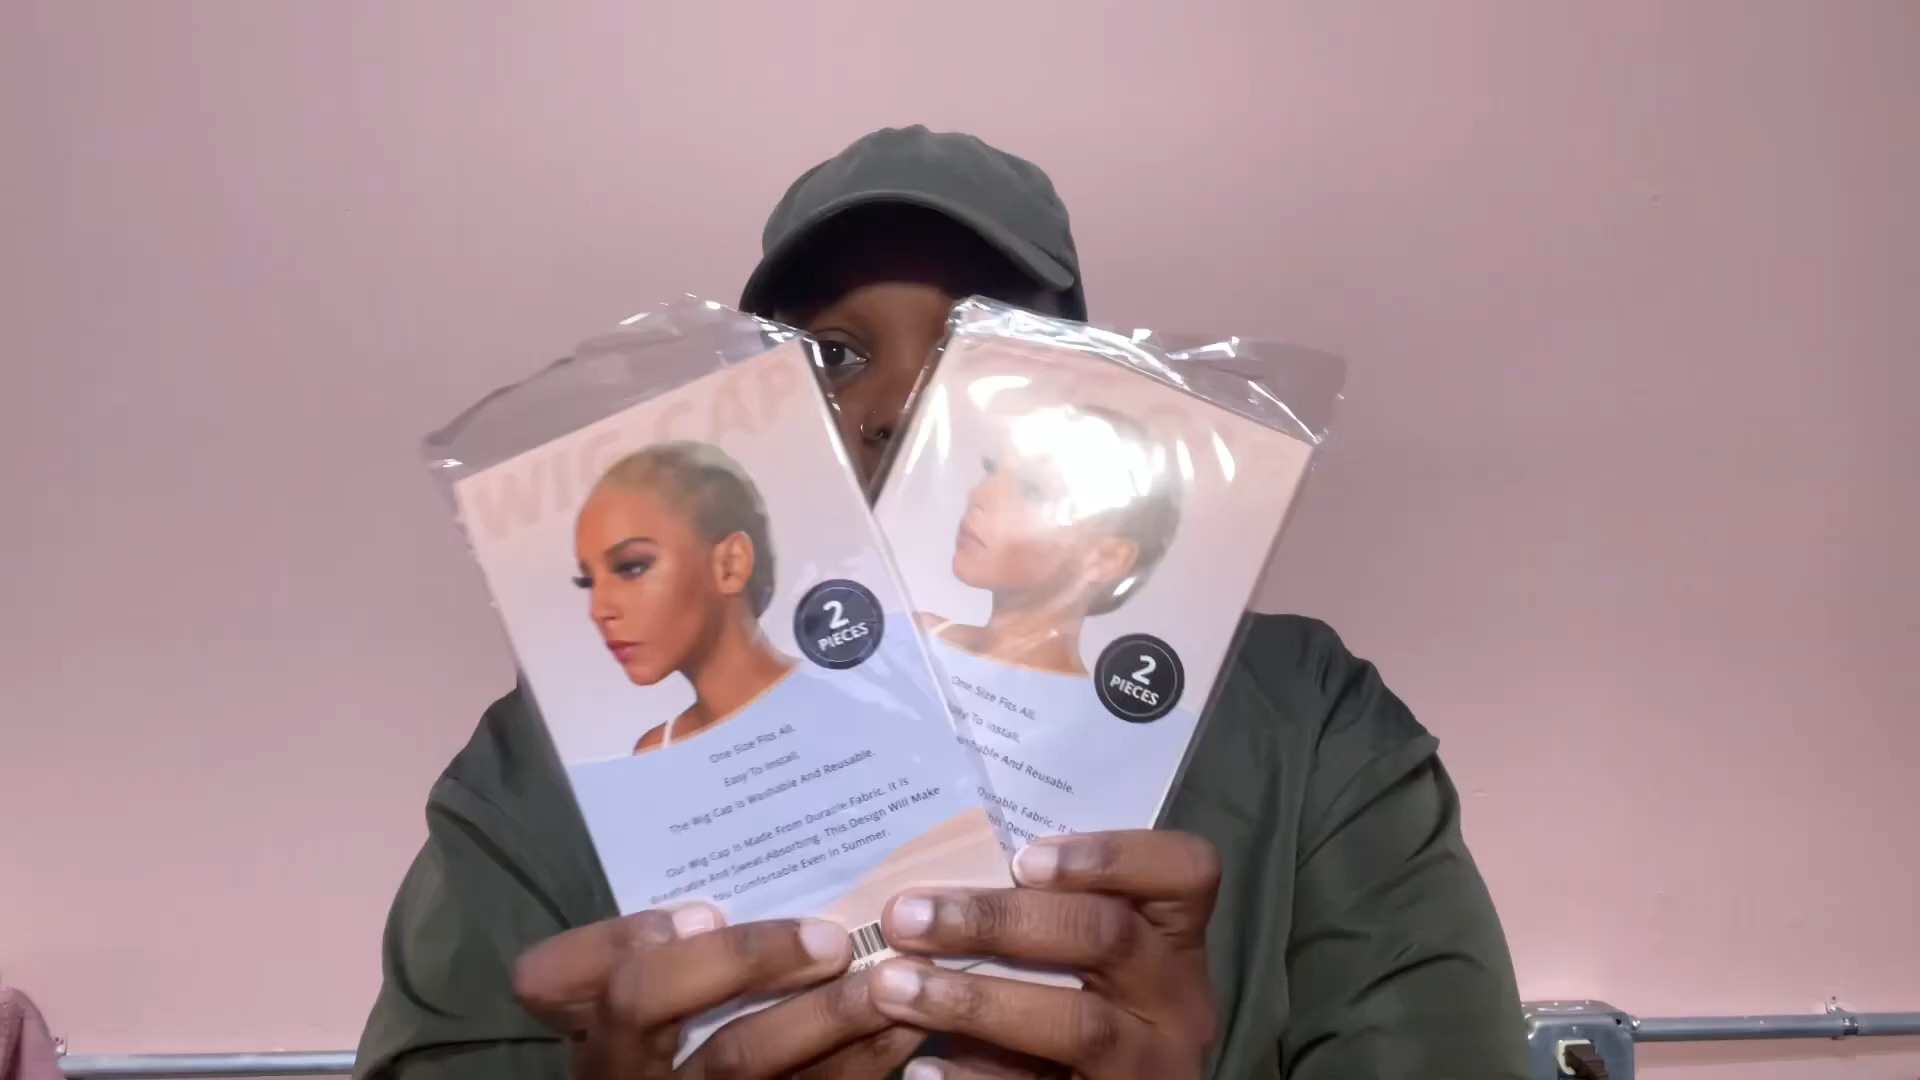 WIG CAP
2
PIECES
One Size Fits All.
Easy To Install.
The Wig Cap Is Washable And Reusable.
Our Wig Cap Is Made From Durable Fabric. It Is
Breathable And Sweat-Absorbing. This Design Will Make
You Comfortable Even In Summer.
2
PIECES
One Size Fits All.
To Install.
And Reusable.
Durable Fabric. It